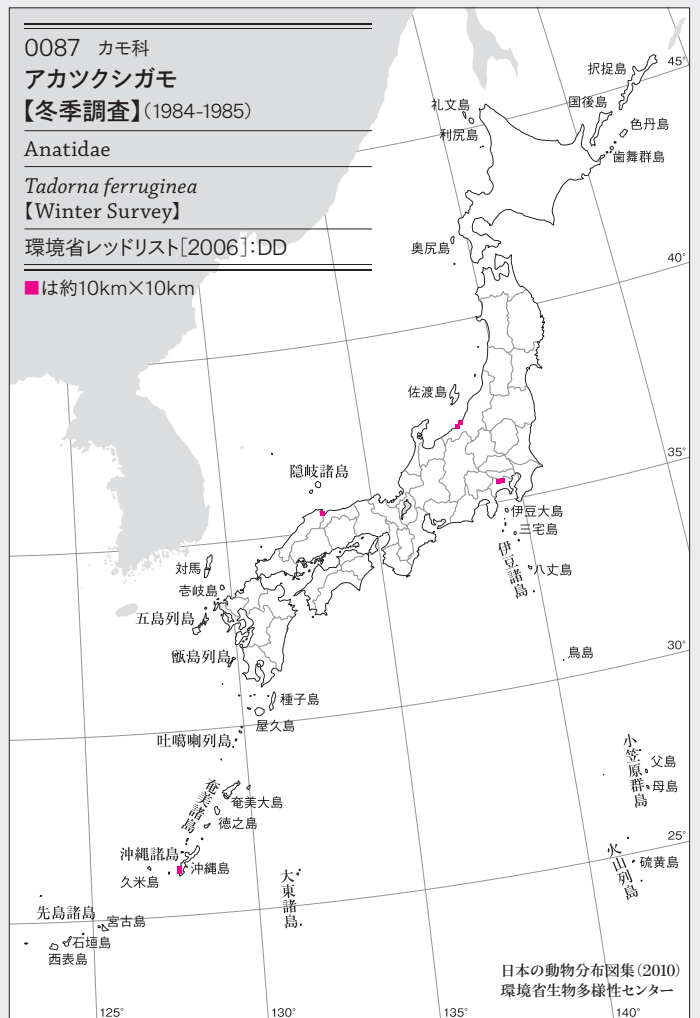 0087 カモ科
アカツクシガモ
【冬季調査】（1984-1985）
Anatidae
Tadorna ferruginea
【Winter Survey】
環境省レッドリスト［2006］：DD
■は約10km×10km
択捉島
45°
礼文島
国後島
利尻島
色丹島
歯舞群島
奥尻島
40°
佐渡島
35°
隠岐諸島
伊豆大島
三宅島
伊豆諸島
八丈島
対馬
壱岐島
五島列島
甑島列島
鳥島
30°
種子島
屋久島
吐噶喇列島
小笠原群島
父島
母島
奄美諸島
奄美大島
徳之島
25°
沖縄諸島
沖縄島
久米島
火山列島
硫黄島
大東諸島
先島諸島
宮古島
石垣島
西表島
日本の動物分布図集（2010）
環境省生物多様性センター
125°
130°
135°
140°